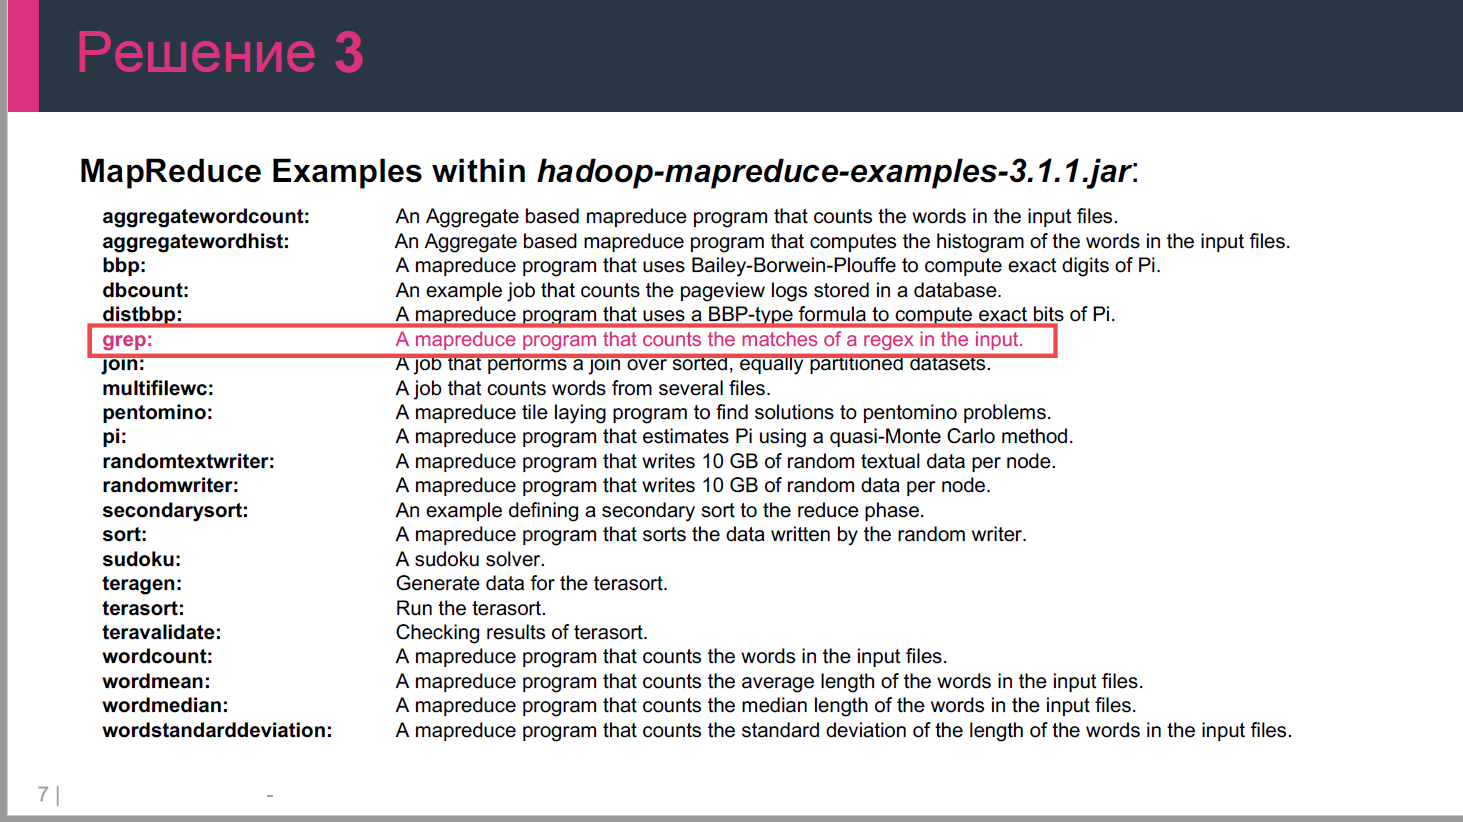 Решение 3
MapReduce Examples within hadoop-mapreduce-examples-3.1.1.jar:
aggregatewordcount: An Aggregate based mapreduce program that counts the words in the input files.
aggregatewordhist: An Aggregate based mapreduce program that computes the histogram of the words in the input files.
bbp: A mapreduce program that uses Bailey-Borwein-Plouffe to compute exact digits of Pi.
dbcount: An example job that counts the pageview logs stored in a database.
distbbp: A mapreduce program that uses a BBP-type formula to compute exact bits of Pi.
grep: A mapreduce program that counts the matches of a regex in the input.
join: A job that performs a join over sorted, equally partitioned datasets.
multifilewc: A job that counts words from several files.
pentomino: A mapreduce tile laying program to find solutions to pentomino problems.
pi: A mapreduce program that estimates Pi using a quasi-Monte Carlo method.
randomtextwriter: A mapreduce program that writes 10 GB of random textual data per node.
randomwriter: A mapreduce program that writes 10 GB of random data per node.
secondarysort: An example defining a secondary sort to the reduce phase.
sort: A mapreduce program that sorts the data written by the random writer.
sudoku: A sudoku solver.
teragen: Generate data for the terasort.
terasort: Run the terasort.
teravalidate: Checking results of terasort.
wordcount: A mapreduce program that counts the words in the input files.
wordmean: A mapreduce program that counts the average length of the words in the input files.
wordmedian: A mapreduce program that counts the median length of the words in the input files.
wordstandarddeviation: A mapreduce program that counts the standard deviation of the length of the words in the input files.
7 | -